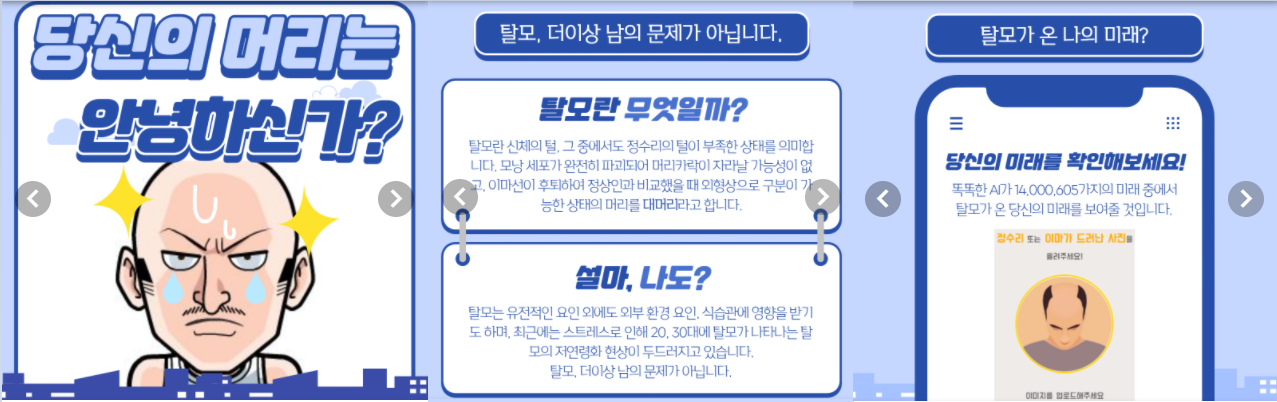 당신의 머리는
안녕하신가?
탈모, 더이상 남의 문제가 아닙니다.
탈모란 무엇일까?
탈모란 신체의 털, 그 중에서도 정수리의 털이 부족한 상태를 의미합
니다. 모낭 세포가 완전히 파괴되어 머리카락이 자라날 가능성이 없
고, 이마선이 후퇴하여 정상인과 비교했을 때 외형상으로 구분이 가
능한 상태의 머리를 대머리라고 합니다.
설마, 나도?
탈모는 유전적인 요인 외에도 외부 환경 요인, 식습관에 영향을 받기
도 하며, 최근에는 스트레스로 인해 20, 30대에 탈모가 나타나는 탈
모의 저연령화 현상이 두드러지고 있습니다.
탈모, 더이상 남의 문제가 아닙니다.
탈모가 온 나의 미래?
당신의 미래를 확인해보세요!
똑똑한 AI가 14,000,605가지의 미래 중에서
탈모가 온 당신의 미래를 보여줄 것입니다.
정수리 또는 이마가 드러난 사진을
올려주세요!
이미지를 업로드해주세요